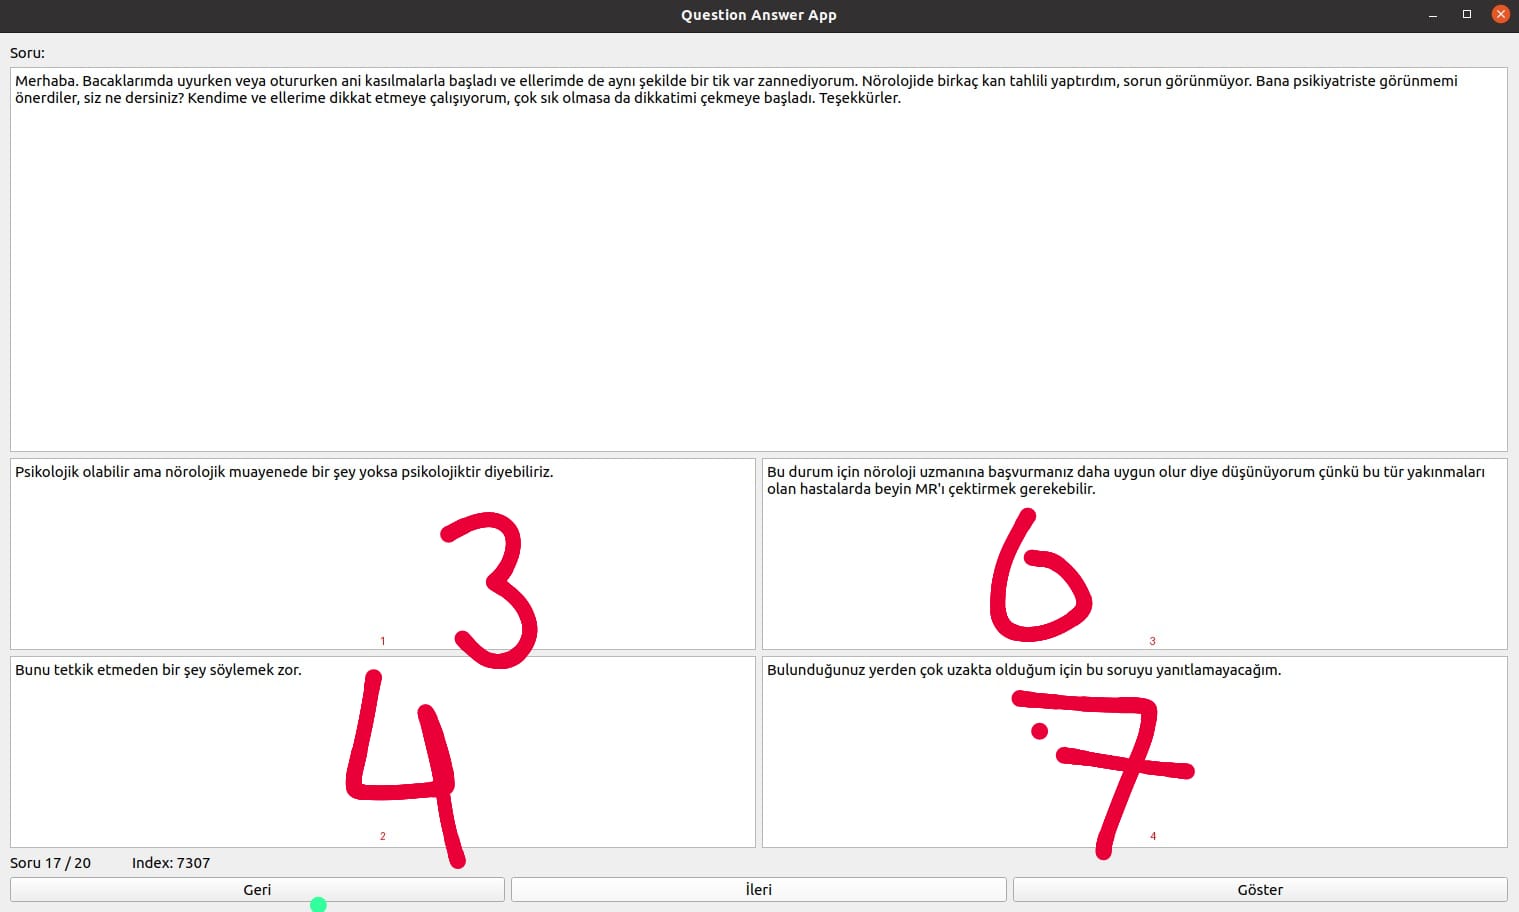 Question Answer App
Soru:
Merhaba. Bacaklarımda uyurken veya otururken ani kasılmalarla başladı ve ellerimde de aynı şekilde bir tik var zannediyorum. Nörolojide birkaç kan tahlili yaptırdım, sorun görünmüyor. Bana psikiyatriste görünmemi
önerdiler, siz ne dersiniz? Kendime ve ellerime dikkat etmeye çalışıyorum, çok sık olmasa da dikkatimi çekmeye başladı. Teşekkürler.
Psikolojik olabilir ama nörolojik muayenede bir şey yoksa psikolojiktir diyebiliriz.
3
1
Bu durum için nöroloji uzmanına başvurmanız daha uygun olur diye düşünüyorum çünkü bu tür yakınmaları
olan hastalarda beyin MR'ı çektirmek gerekebilir.
6
3
Bunu tetkik etmeden bir şey söylemek zor.
4
2
Bulunduğunuz yerden çok uzakta olduğum için bu soruyu yanıtlamayacağım.
7
4
Soru 17 / 20 Index: 7307
Geri İleri Göster